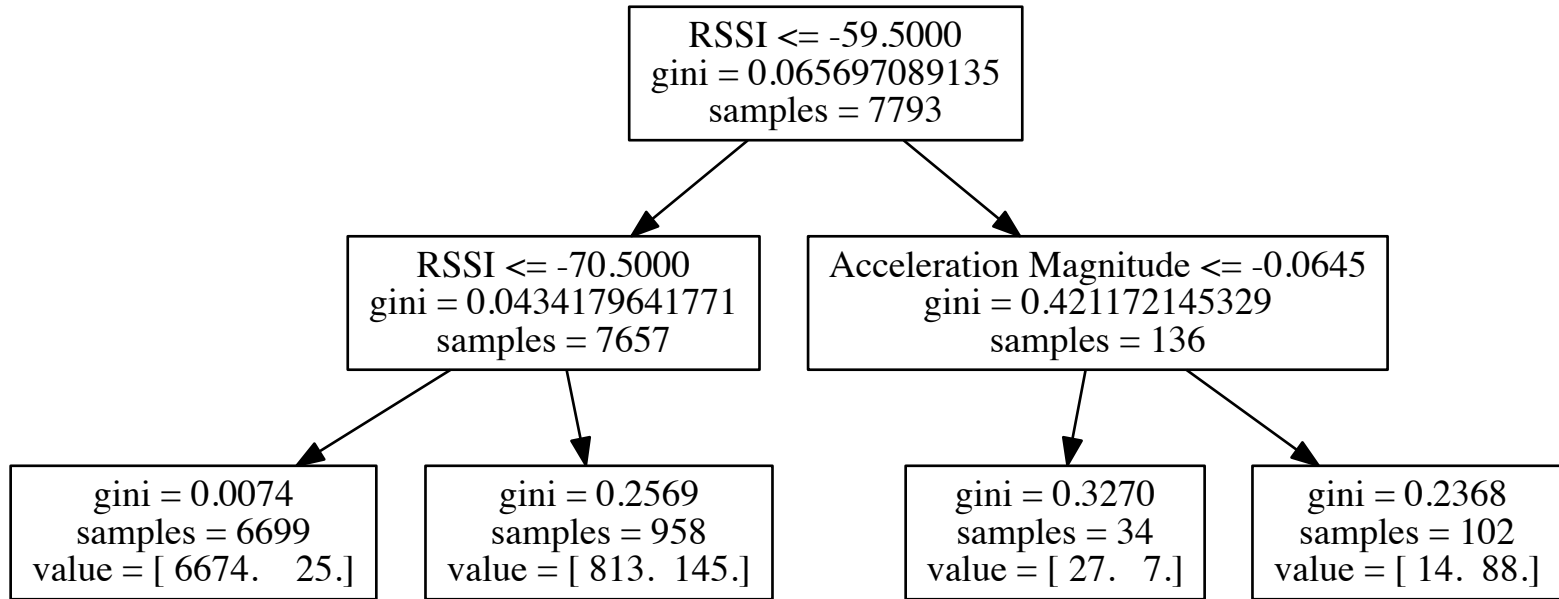 RSSI <= -59.5000
gini = 0.065697089135
samples = 7793
RSSI <= -70.5000
gini = 0.0434179641771
samples = 7657
Acceleration Magnitude <= -0.0645
gini = 0.421172145329
samples = 136
gini = 0.0074
samples = 6699
value = [ 6674.    25.]
gini = 0.2569
samples = 958
value = [ 813.  145.]
gini = 0.3270
samples = 34
value = [ 27.   7.]
gini = 0.2368
samples = 102
value = [ 14.  88.]